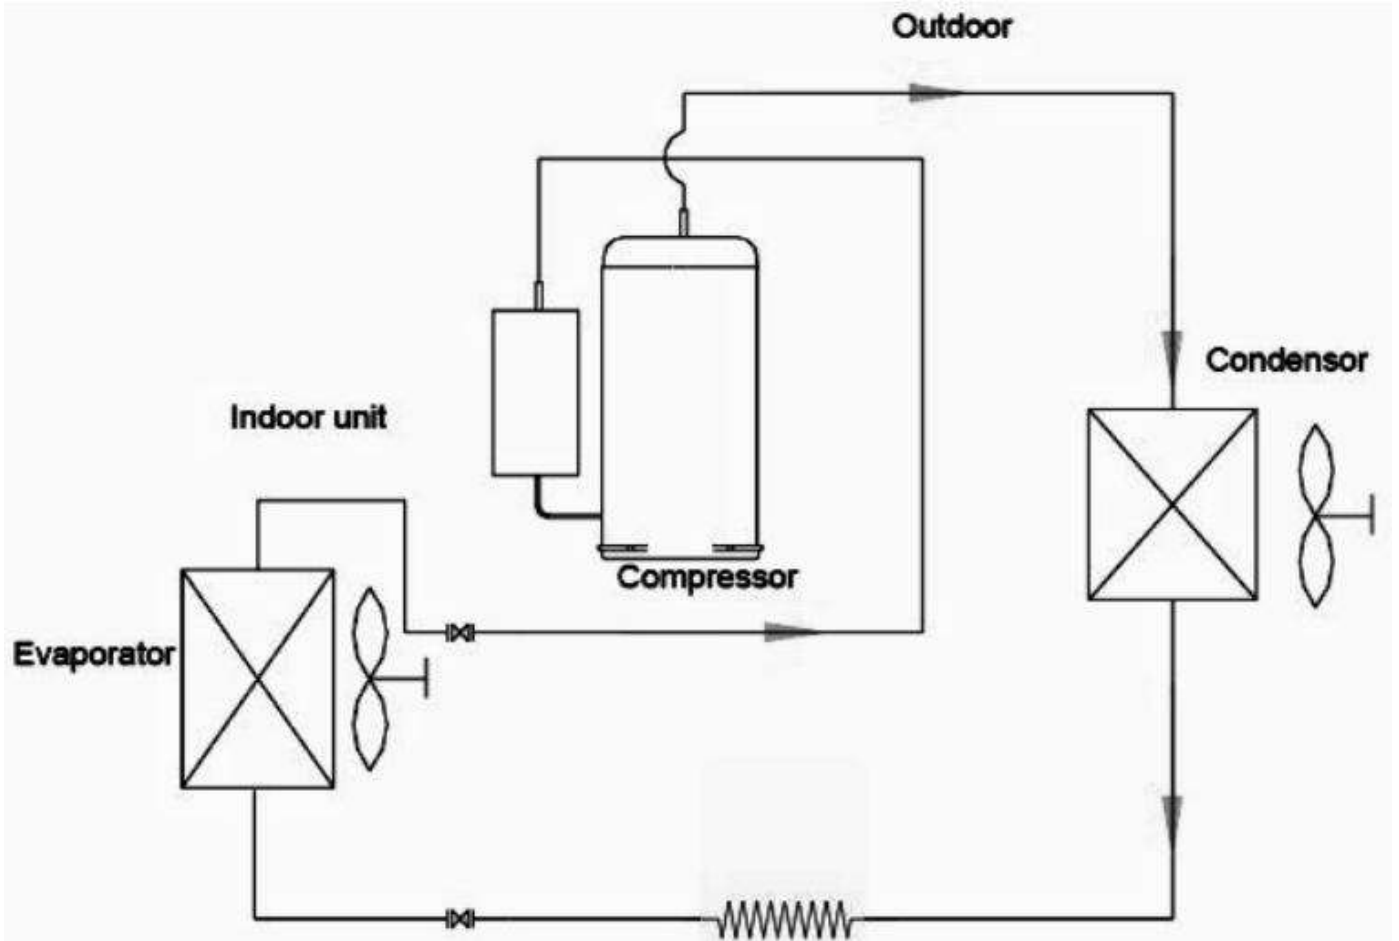 Outdoor
Condensor
Indoor unit
Compressor
Evaporator